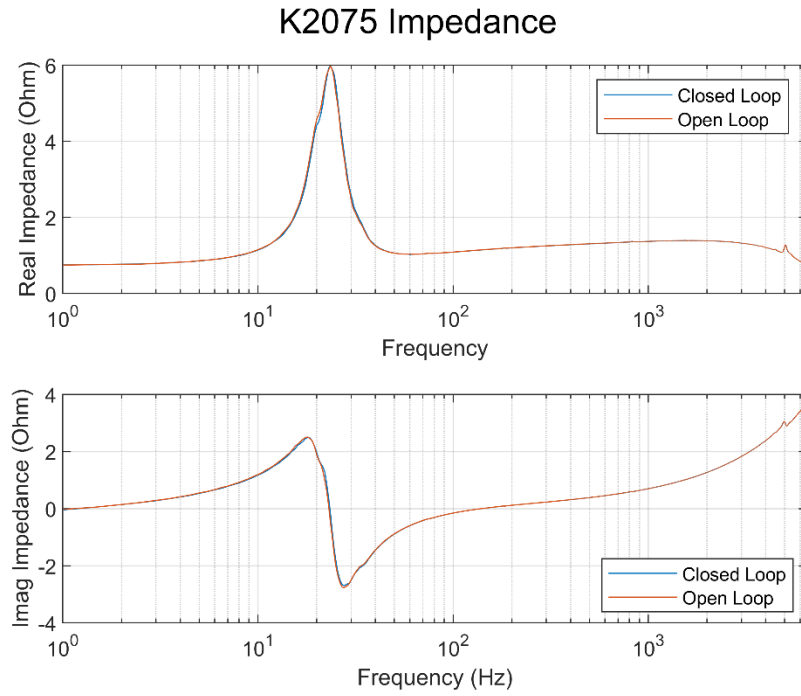 K2075 Impedance
Real Impedance (Ohm)
6
4
2
0
Closed Loop
Open Loop
10^0
10^1
10^2
10^3
Frequency
Imag Impedance (Ohm)
4
2
0
-2
-4
Closed Loop
Open Loop
10^0
10^1
10^2
10^3
Frequency (Hz)